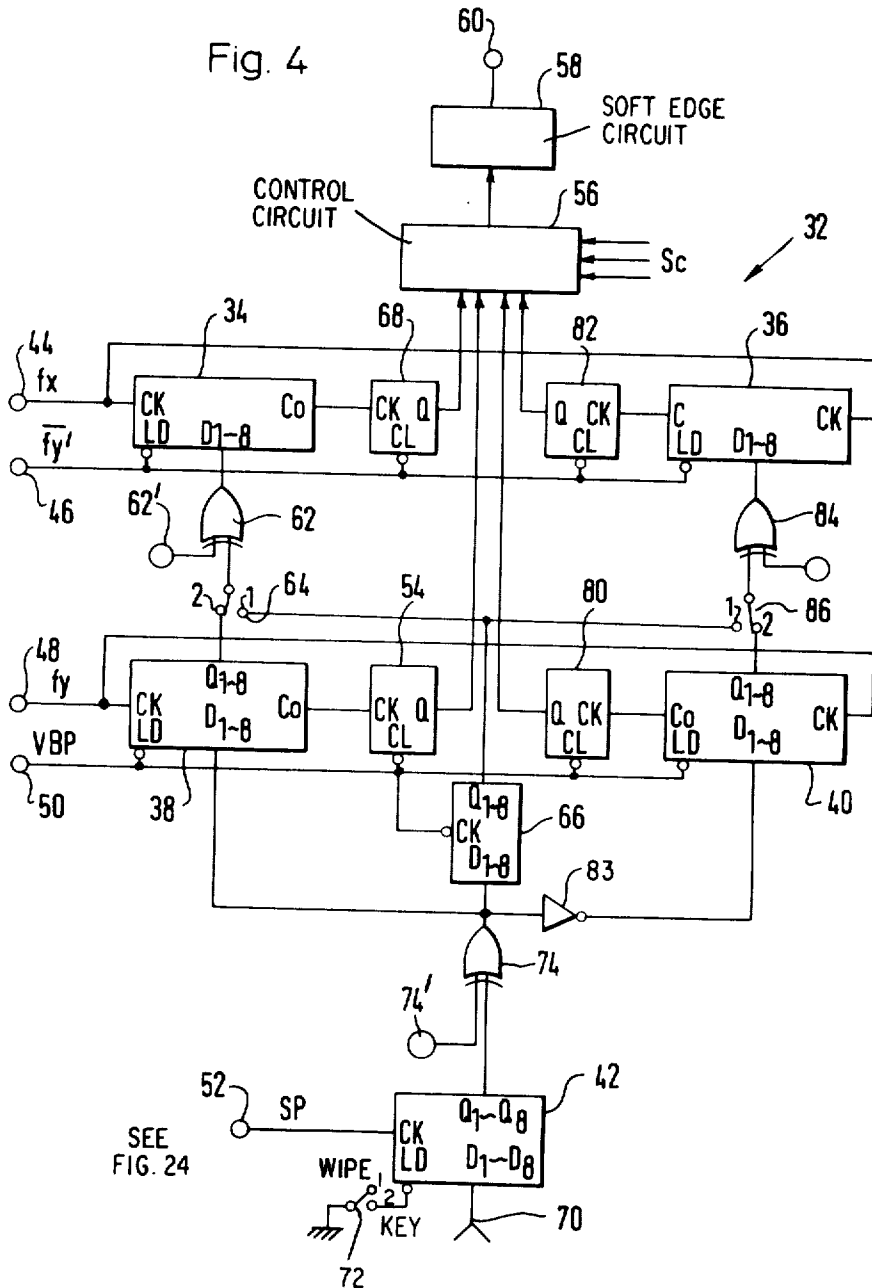 Fig. 4
60
58
SOFT EDGE
CIRCUIT
CONTROL
CIRCUIT
56
Sc
32
34
68
82
36
44
fx
CK
LD
D1~8
Co
CK Q
CL
Q CK
CL
C
LD
D1~8
CK
fy'
46
62'
62
84
2
1
64
54
80
1
2
86
48
fy
CK
LD
Q1~8
D1~8
Co
CK Q
CL
Q CK
CL
Co
LD
Q1~8
D1~8
CK
VBP
50
38
Q1~8
CK
D1~8
66
40
83
74
74'
42
52
SP
CK
LD
Q1~Q8
D1~D8
SEE
FIG. 24
WIPE
1
2
KEY
72
70